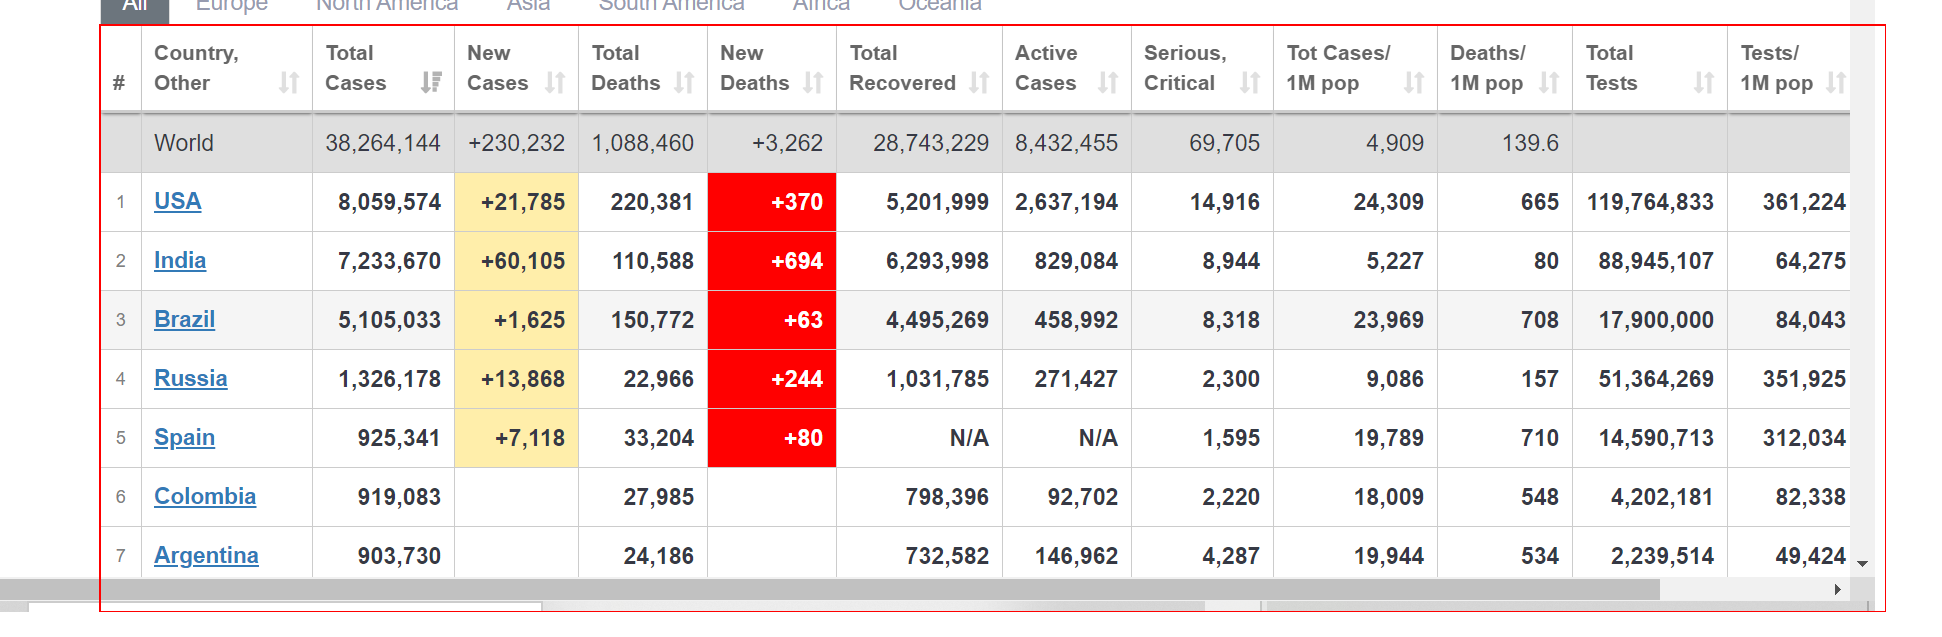 All Europe North America Asia South America Africa Oceania
# Country, Other Total Cases New Cases Total Deaths New Deaths Total Recovered Active Cases Serious, Critical Tot Cases/ 1M pop Deaths/ 1M pop Total Tests Tests/ 1M pop
World 38,264,144 +230,232 1,088,460 +3,262 28,743,229 8,432,455 69,705 4,909 139.6
1 USA 8,059,574 +21,785 220,381 +370 5,201,999 2,637,194 14,916 24,309 665 119,764,833 361,224
2 India 7,233,670 +60,105 110,588 +694 6,293,998 829,084 8,944 5,227 80 88,945,107 64,275
3 Brazil 5,105,033 +1,625 150,772 +63 4,495,269 458,992 8,318 23,969 708 17,900,000 84,043
4 Russia 1,326,178 +13,868 22,966 +244 1,031,785 271,427 2,300 9,086 157 51,364,269 351,925
5 Spain 925,341 +7,118 33,204 +80 N/A N/A 1,595 19,789 710 14,590,713 312,034
6 Colombia 919,083 27,985 798,396 92,702 2,220 18,009 548 4,202,181 82,338
7 Argentina 903,730 24,186 732,582 146,962 4,287 19,944 534 2,239,514 49,424